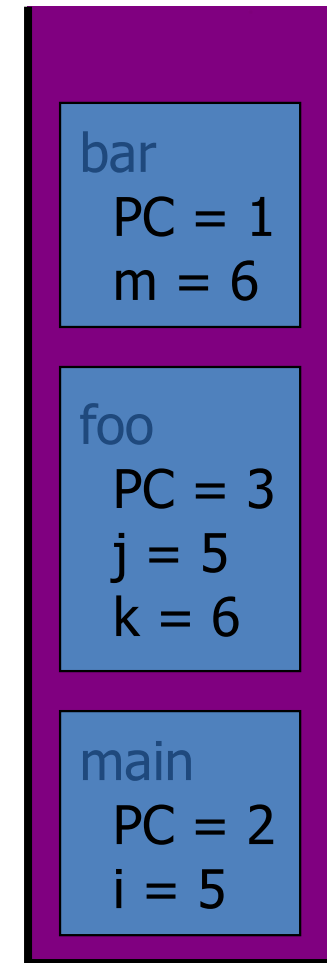 bar
PC = 1
m = 6
foo
PC = 3
j = 5
k = 6
main
PC = 2
i = 5